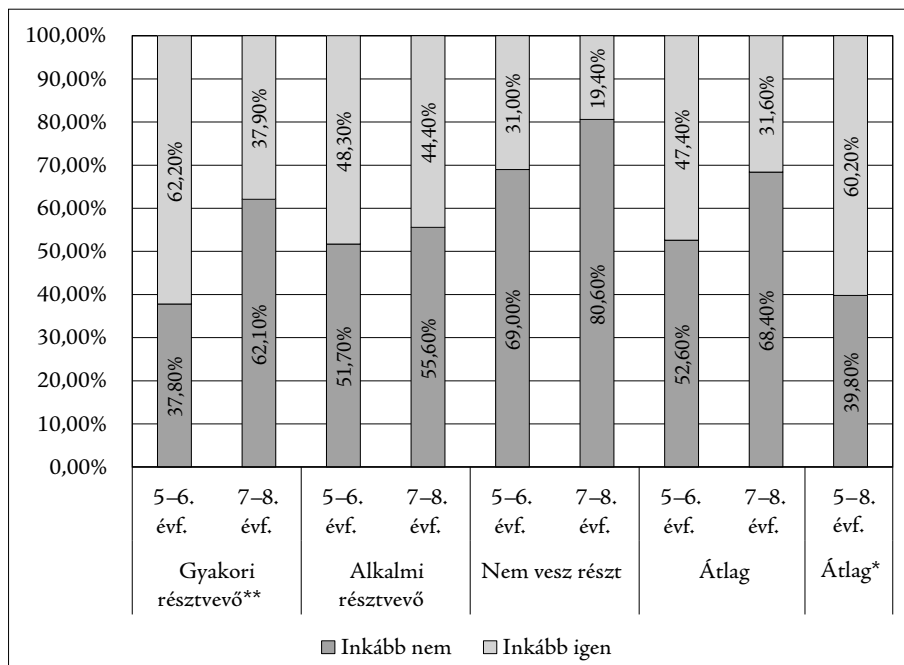 100,00%
90,00%
80,00%
70,00%
60,00%
50,00%
40,00%
30,00%
20,00%
10,00%
0,00%
62,20%
37,80%
37,90%
62,10%
48,30%
51,70%
44,40%
55,60%
31,00%
69,00%
19,40%
80,60%
47,40%
52,60%
31,60%
68,40%
60,20%
39,80%
5–6. 7–8. 5–6. 7–8. 5–6. 7–8. 5–6. 7–8. 5–8.
évf. évf. évf. évf. évf. évf. évf. évf. évf.
Gyakori
résztvevő**
Alkalmi
résztvevő
Nem vesz részt
Átlag
Átlag*
Inkább nem Inkább igen